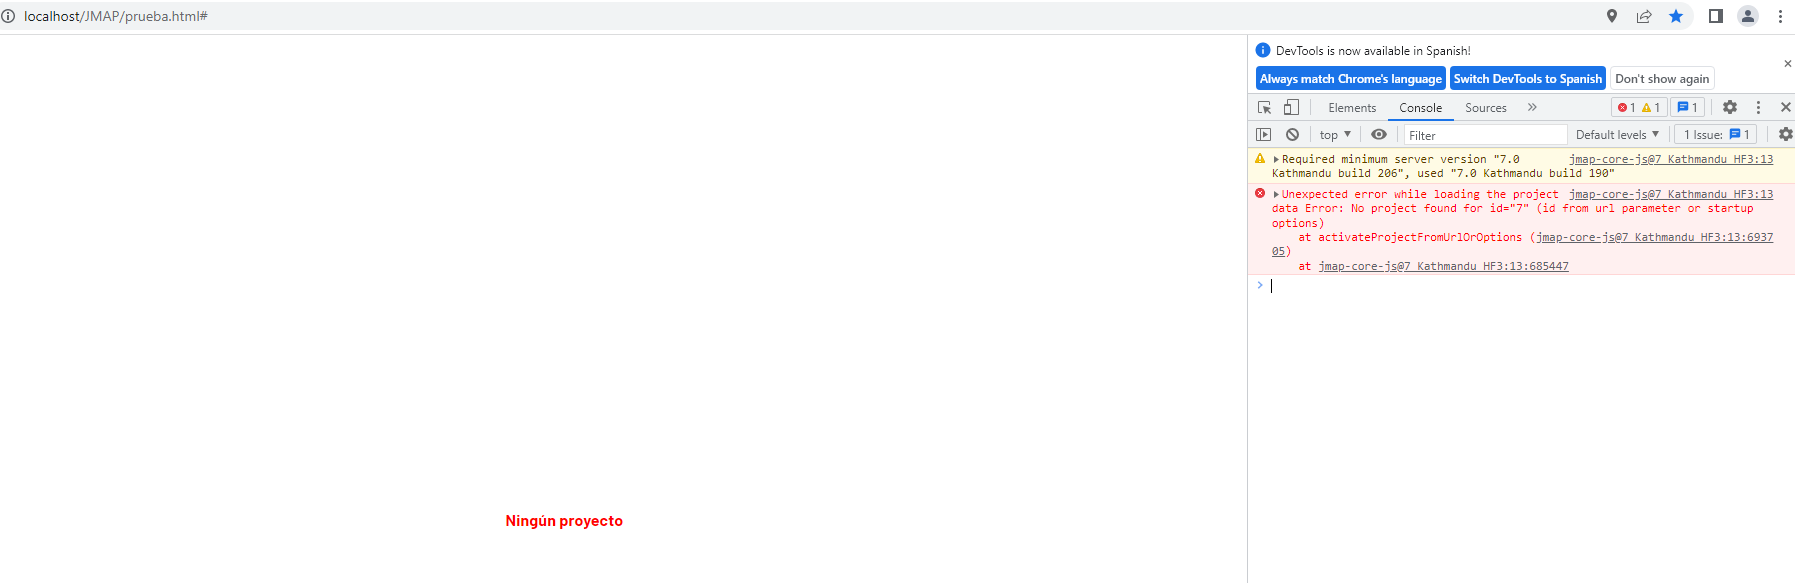 localhost/JMAP/prueba.html#
DevTools is now available in Spanish!
Always match Chrome's language Switch DevTools to Spanish Don't show again
Elements Console Sources » 1 1 1
top ▼ Filter Default levels ▼ 1 Issue: 1
Required minimum server version "7.0 jmap-core-js@7 Kathmandu HF3:13
Kathmandu build 206", used "7.0 Kathmandu build 190"
Unexpected error while loading the project jmap-core-js@7 Kathmandu HF3:13
data Error: No project found for id="7" (id from url parameter or startup
options)
at activateProjectFromUrlOrOptions (jmap-core-js@7 Kathmandu HF3:13:6937
05)
at jmap-core-js@7 Kathmandu HF3:13:685447
>
Ningún proyecto